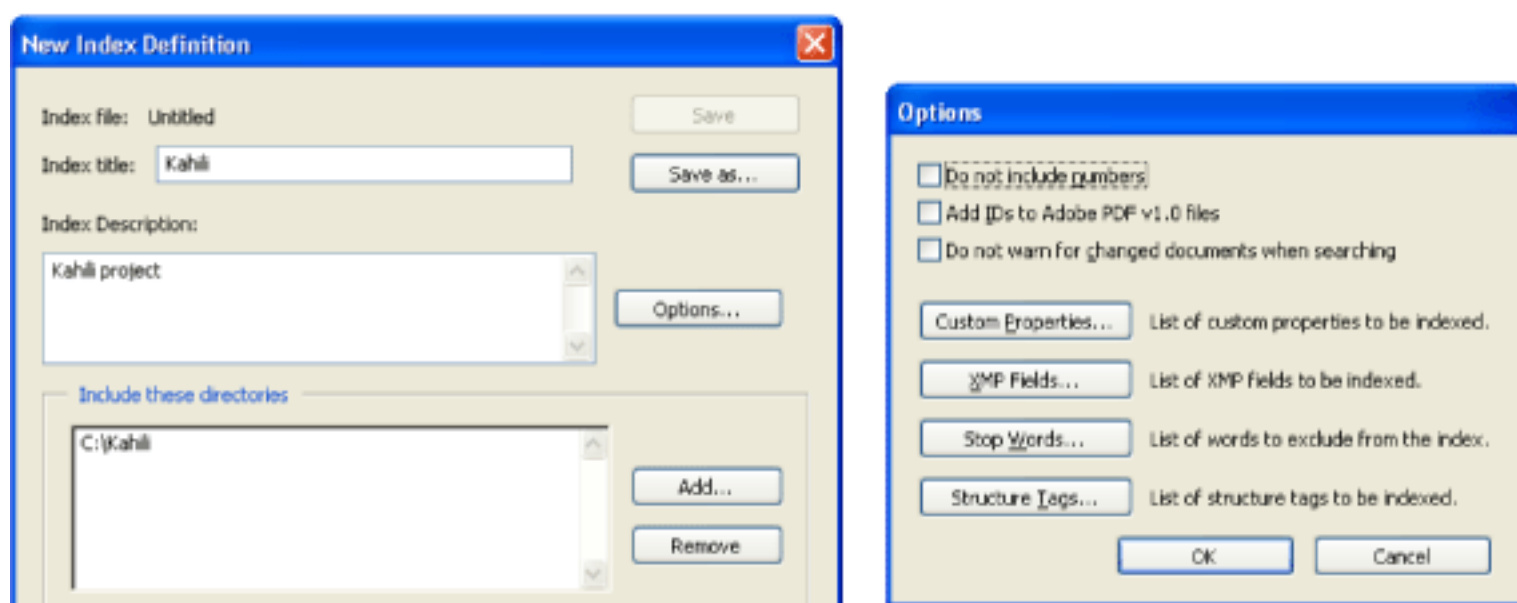 New Index Definition
Index file: Untitled
Save
Index title: Kahili
Save as...
Index Description:
Kahili project
Options...
Include these directories
C:\Kahili
Add...
Remove
Options
Do not include numbers
Add IDs to Adobe PDF v1.0 files
Do not warn for changed documents when searching
Custom Properties... List of custom properties to be indexed.
XMP Fields... List of XMP fields to be indexed.
Stop Words... List of words to exclude from the index.
Structure Tags... List of structure tags to be indexed.
OK Cancel